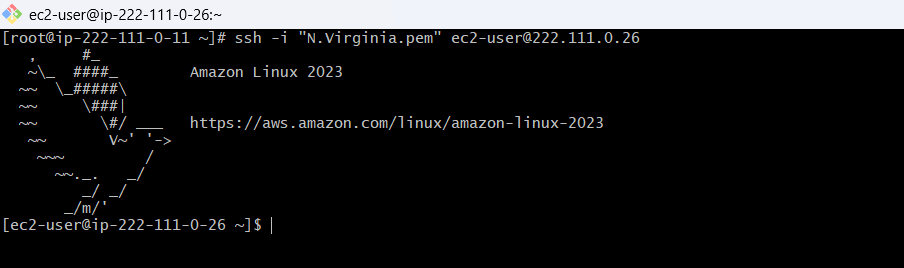 ec2-user@ip-222-111-0-26:~
[root@ip-222-111-0-11 ~]# ssh -i "N.Virginia.pem" ec2-user@222.111.0.26
   ,     #_
   ~\_  ####_        Amazon Linux 2023
  ~~  \_#####\
  ~~     \###|
  ~~       \#/ ___   https://aws.amazon.com/linux/amazon-linux-2023
   ~~       V~' '->
    ~~~         /
      ~~._.   _/
         _/ _/
       _/m/'
[ec2-user@ip-222-111-0-26 ~]$